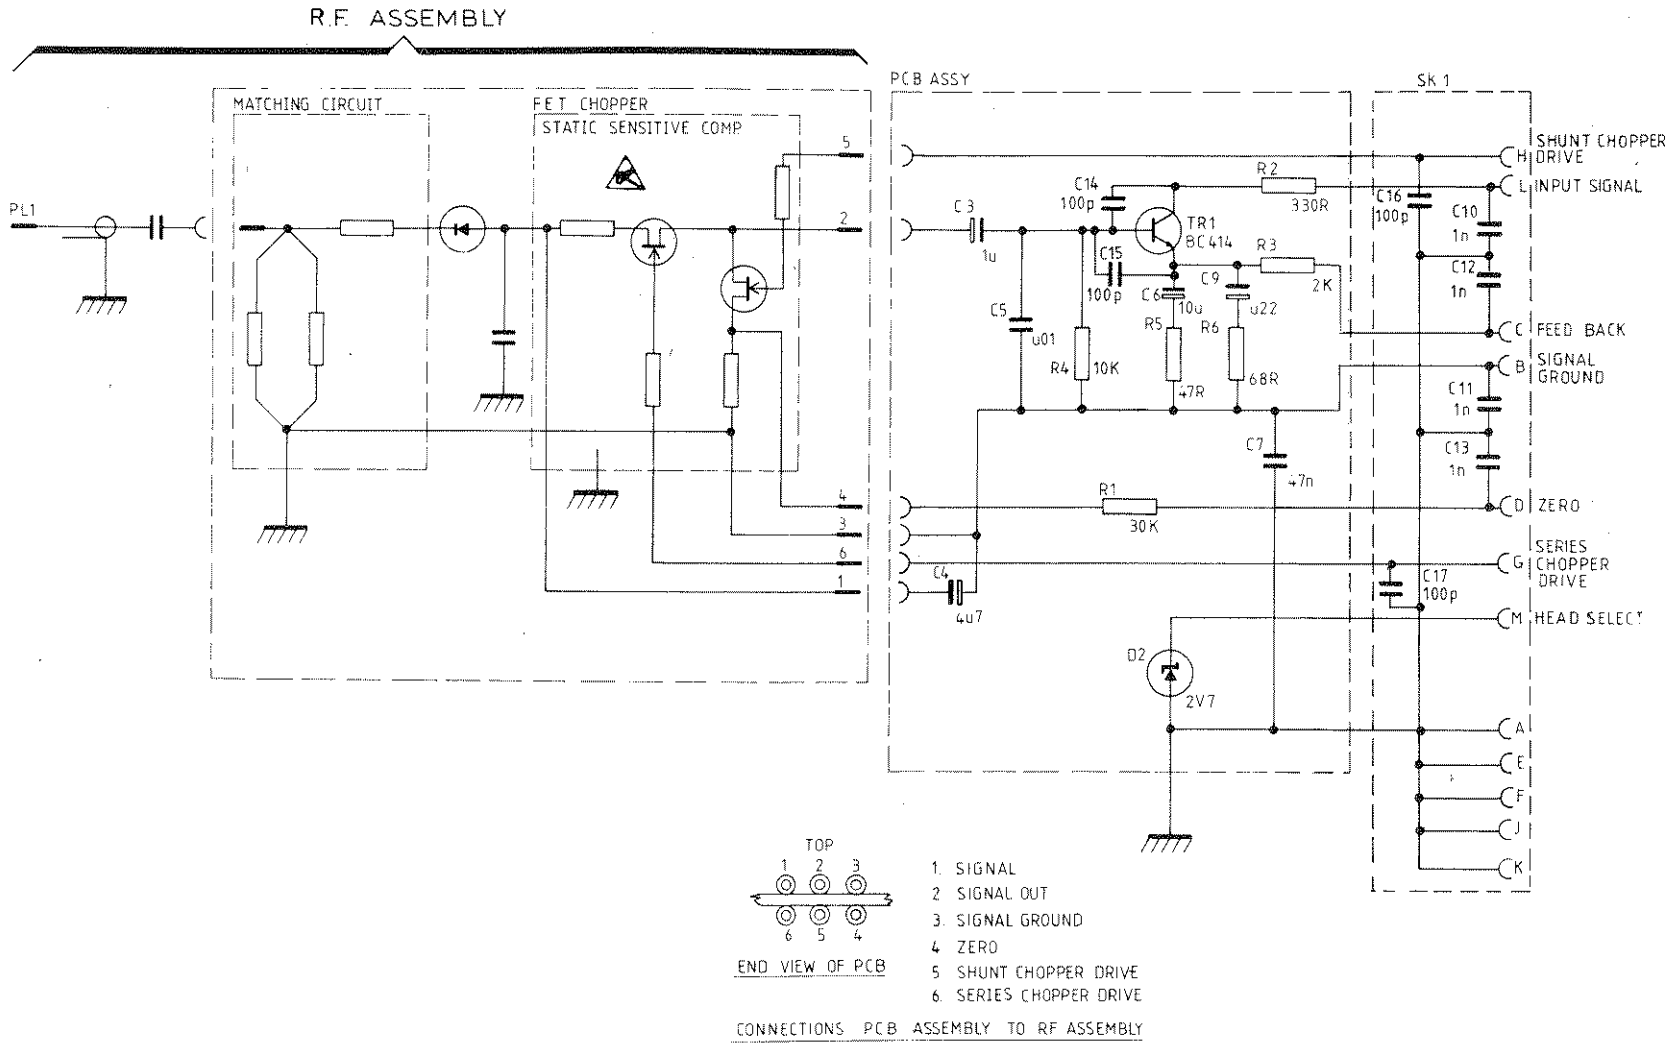 R.F. ASSEMBLY
PCB ASSY
SK 1
MATCHING CIRCUIT
FET CHOPPER
STATIC SENSITIVE COMP.
5
H
SHUNT CHOPPER
DRIVE
R2
330R
L
INPUT SIGNAL
C14
100p
C16
100p
PL1
2
C3
1u
TR1
BC414
C10
1n
C15
100p
R3
2K
C12
1n
C9
u22
C6
10u
C5
u01
R5
47R
R6
68R
C
FEED BACK
R4
10K
B
SIGNAL
GROUND
C11
1n
C7
47n
C13
1n
4
R1
30K
D
ZERO
3
6
G
SERIES
CHOPPER
DRIVE
1
C4
4u7
C17
100p
M
HEAD SELECT
D2
2V7
A
E
F
J
K
TOP
1 2 3
6 5 4
END VIEW OF PCB
1. SIGNAL
2 SIGNAL OUT
3. SIGNAL GROUND
4 ZERO
5 SHUNT CHOPPER DRIVE
6. SERIES CHOPPER DRIVE
CONNECTIONS PCB ASSEMBLY TO RF ASSEMBLY